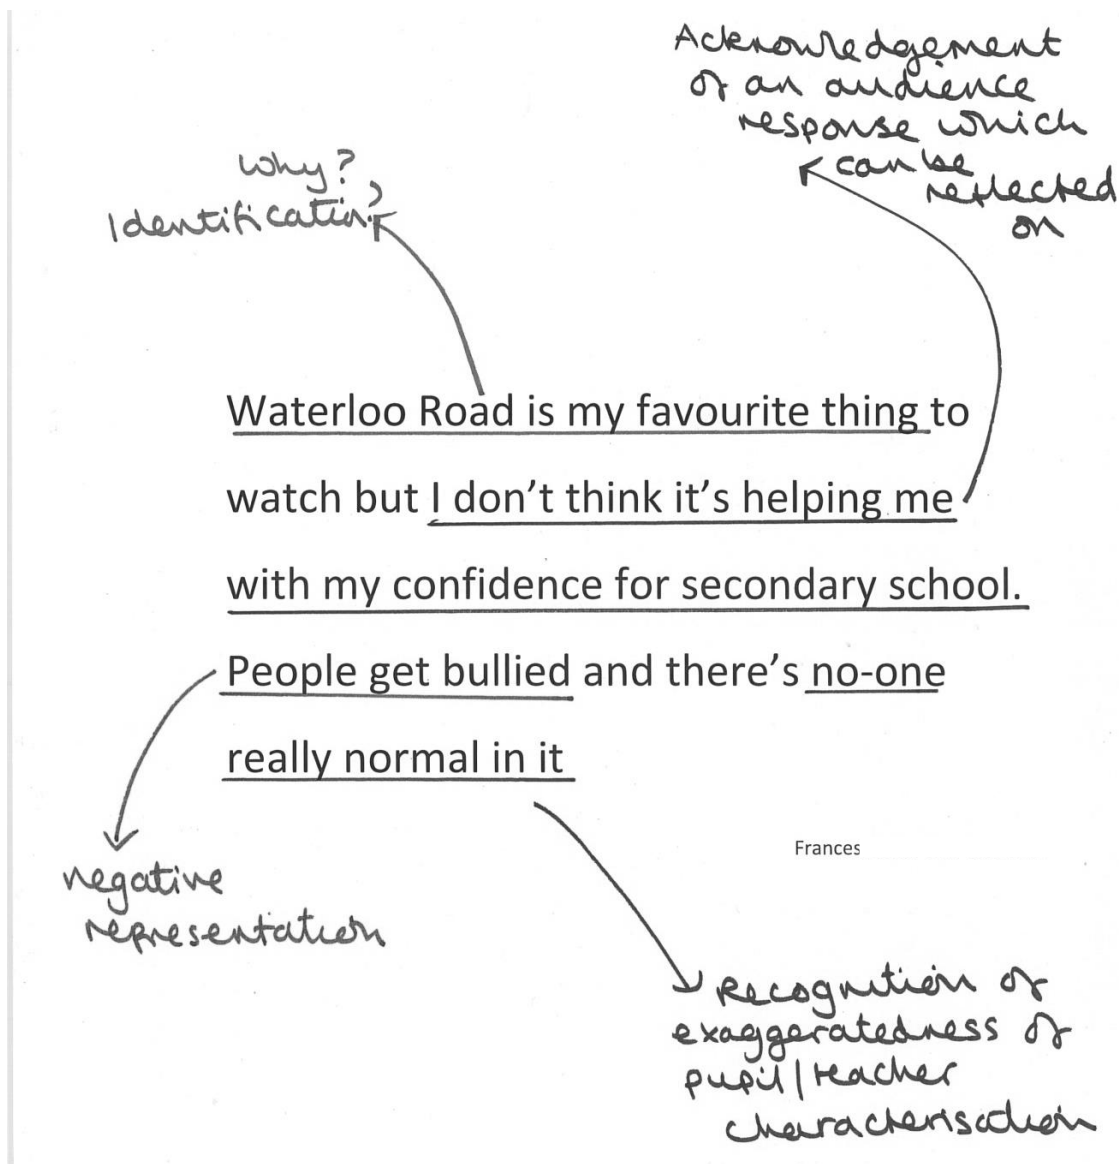 Acknowledgement
of an audience
response which
can be
reflected
on
Why?
Identification?
Waterloo Road is my favourite thing to
watch but I don’t think it’s helping me
with my confidence for secondary school.
People get bullied and there’s no-one
really normal in it
Frances
negative
representation
Recognition of
exaggeratedness of
pupil/teacher
characterisation